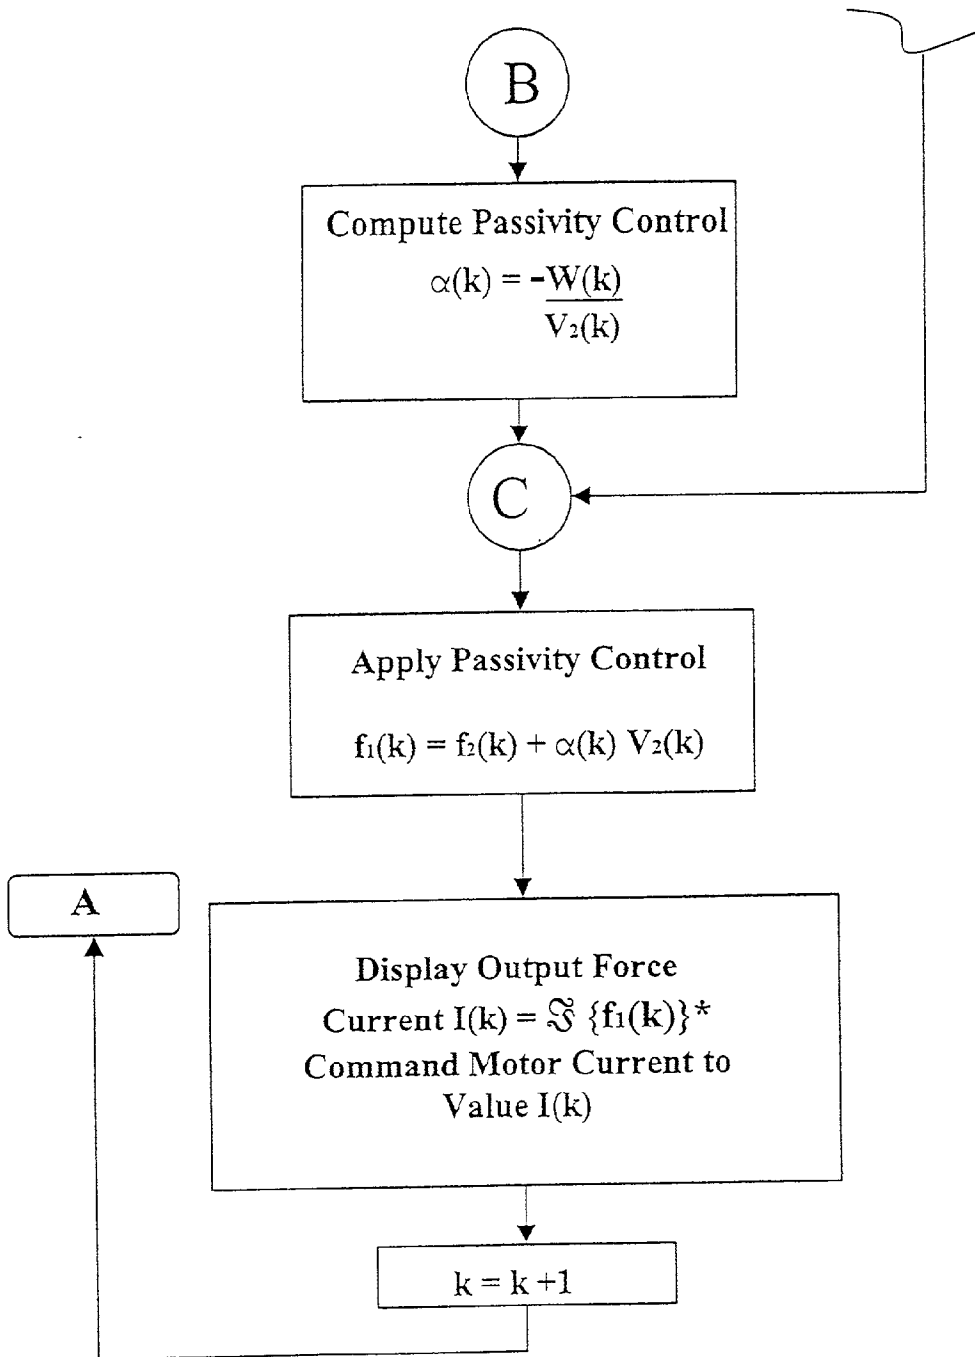 B
Compute Passivity Control
∝(k) = -W(k)
V₂(k)
C
Apply Passivity Control
f₁(k) = f₂(k) + ∝(k) V₂(k)
A
Display Output Force
Current I(k) = ℑ {f₁(k)}*
Command Motor Current to
Value I(k)
k = k +1